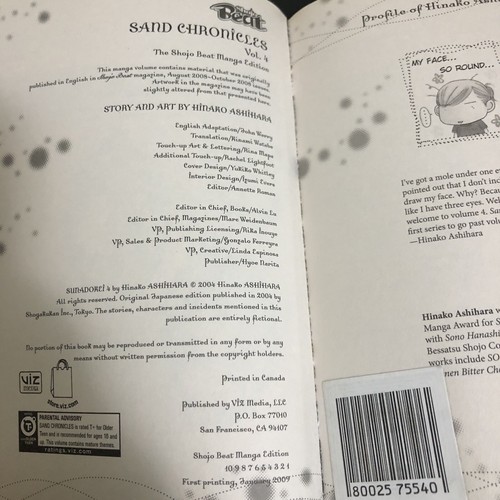 Shojo Beat
SAND CHRONICLES
Vol. 4
The Shojo Beat Manga Edition
This manga volume contains material that was originally
published in English in Shojo Beat magazine, August 2008–October 2008 issues.
Artwork in the magazine may have been
slightly altered from that presented here.
STORY AND ART BY HINAKO ASHIHARA
English Adaptation/John Werry
Translation/Kinami Watabe
Touch-up Art & Lettering/Rina Mapa
Additional Touch-up/Rachel Lightfoot
Cover Design/Yukiko Whitley
Interior Design/Izumi Evers
Editor/Annette Roman
Editor in Chief, Books/Alvin Lu
Editor in Chief, Magazines/Marc Weidenbaum
VP, Publishing Licensing/Rika Inouye
VP, Sales & Product Marketing/Gonzalo Ferreyra
VP, Creative/Linda Espinosa
Publisher/Hyoe Narita
SUNADOKEI 4 by Hinako ASHIHARA © 2004 Hinako ASHIHARA
All rights reserved. Original Japanese edition published in 2004 by
Shogakukan Inc., Tokyo. The stories, characters and incidents mentioned in this
publication are entirely fictional.
No portion of this book may be reproduced or transmitted in any form or by any
means without written permission from the copyright holders.
Printed in Canada
Published by VIZ Media, LLC
P.O. Box 77010
San Francisco, CA 94107
Shojo Beat Manga Edition
10 9 8 7 6 5 4 3 2 1
First printing, January 2009
viz
media
store.viz.com
PARENTAL ADVISORY
SAND CHRONICLES is rated T+ for Older
Teen and is recommended for ages 16 and
up. This volume contains mature themes.
ratings.viz.com
Profile of Hinako
MY FACE...
SO ROUND...
I've got a mole under one e
pointed out that I don't inc
draw my face. Why? Becau
like I have three eyes. Wel
welcome to volume 4. San
first series to go past volum
—Hinako Ashihara
Hinako Ashihara w
Manga Award for S
with Sono Hanashi
Bessatsu Shojo Co
works include SO
men Bitter Cho
80025 75540